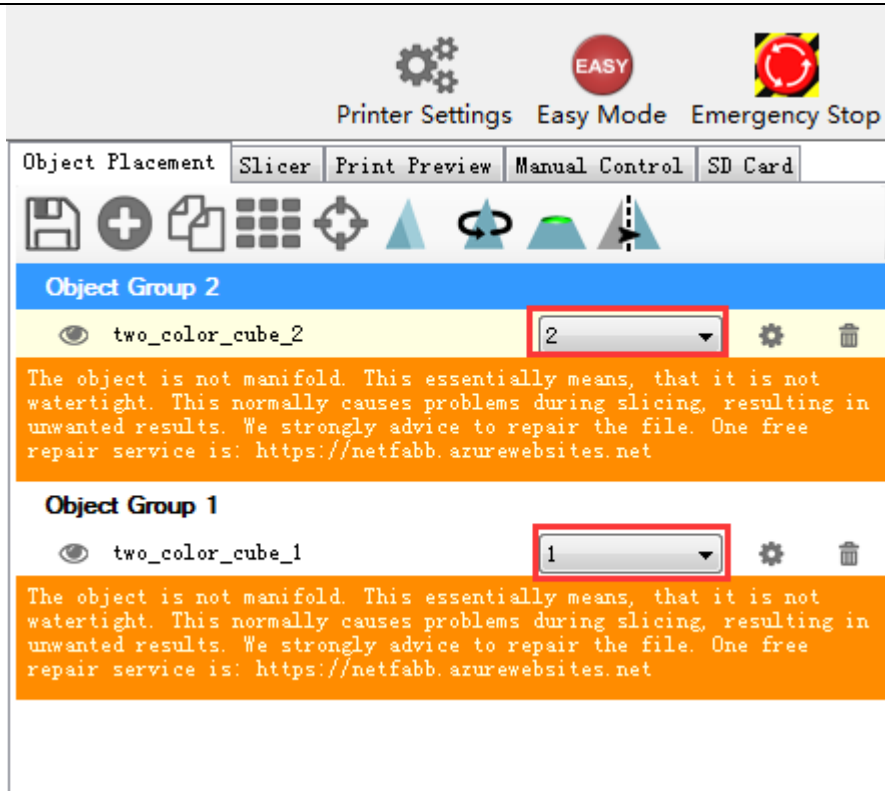 EASY
Printer Settings Easy Mode Emergency Stop
Object Placement Slicer Print Preview Manual Control SD Card
Object Group 2
two_color_cube_2 2
The object is not manifold. This essentially means, that it is not
watertight. This normally causes problems during slicing, resulting in
unwanted results. We strongly advice to repair the file. One free
repair service is: https://netfabb.azurewebsites.net
Object Group 1
two_color_cube_1 1
The object is not manifold. This essentially means, that it is not
watertight. This normally causes problems during slicing, resulting in
unwanted results. We strongly advice to repair the file. One free
repair service is: https://netfabb.azurewebsites.net